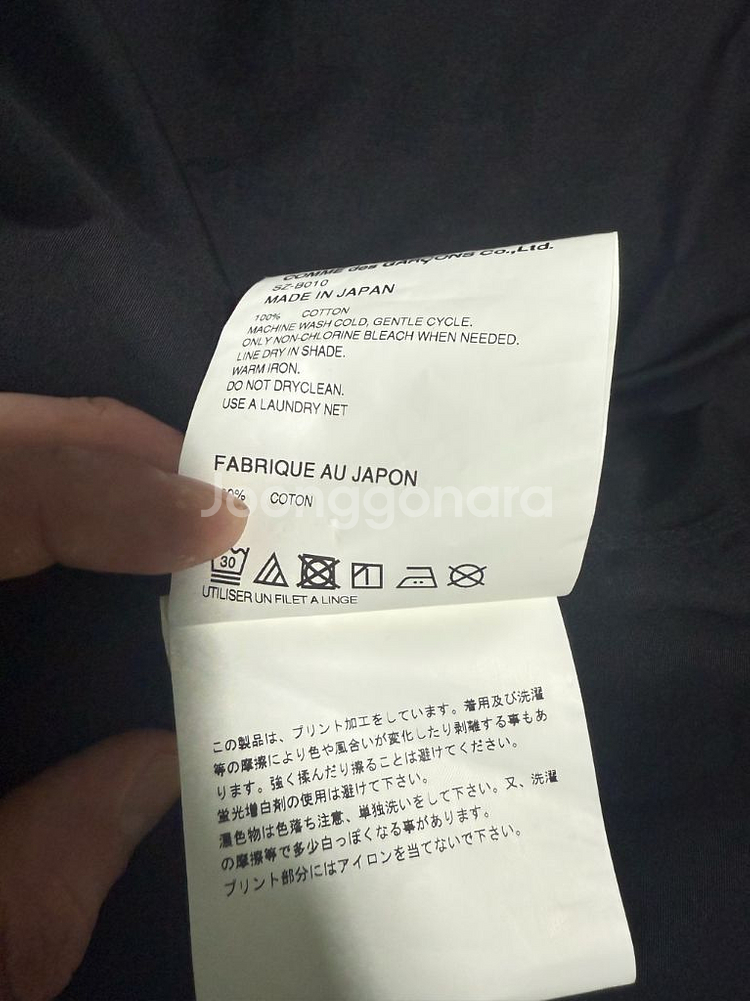 COMME des GARÇONS Co.,Ltd.
SZ-B010
MADE IN JAPAN
100% COTTON
MACHINE WASH COLD, GENTLE CYCLE.
ONLY NON-CHLORINE BLEACH WHEN NEEDED.
LINE DRY IN SHADE.
WARM IRON.
DO NOT DRYCLEAN.
USE A LAUNDRY NET
FABRIQUE AU JAPON
COTON
Joonggonara
30
UTILISER UN FILET A LINGE
この製品は、プリント加工をしています。着用及び洗濯
等の摩擦により色や風合いが変化したり剥離する事もあ
ります。強く揉んだり擦ることは避けてください。
蛍光増白剤の使用は避けて下さい。
濃色物は色落ち注意、単独洗いをして下さい。又、洗濯
の摩擦等で多少白っぽくなる事があります。
プリント部分にはアイロンを当てないで下さい。